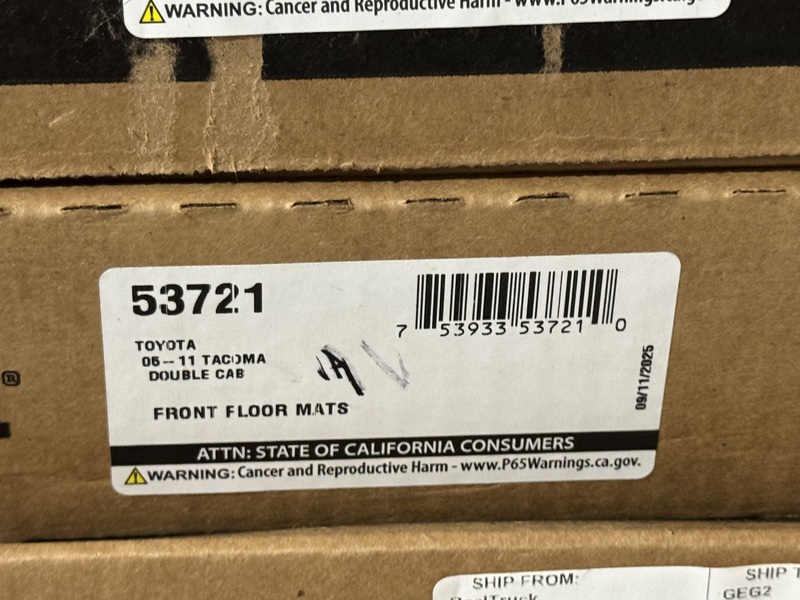 WARNING: Cancer and Reproductive Harm - www.P65Warnings.ca.gov.
53721
7 53933 53721 0
TOYOTA
05 -- 11 TACOMA
DOUBLE CAB
FRONT FLOOR MATS
09/11/2025
®
ATTN: STATE OF CALIFORNIA CONSUMERS
WARNING: Cancer and Reproductive Harm - www.P65Warnings.ca.gov.
SHIP FROM:
SHIP T
GEG2